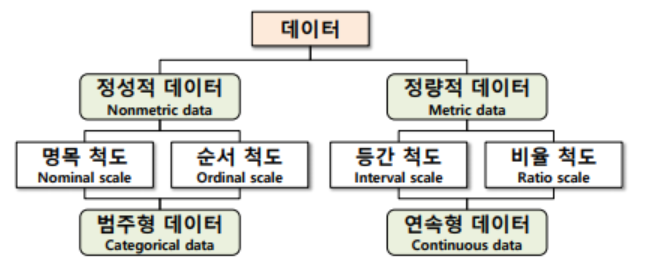 데이터
정성적 데이터
Nonmetric data
정량적 데이터
Metric data
명목 척도
Nominal scale
순서 척도
Ordinal scale
등간 척도
Interval scale
비율 척도
Ratio scale
범주형 데이터
Categorical data
연속형 데이터
Continuous data